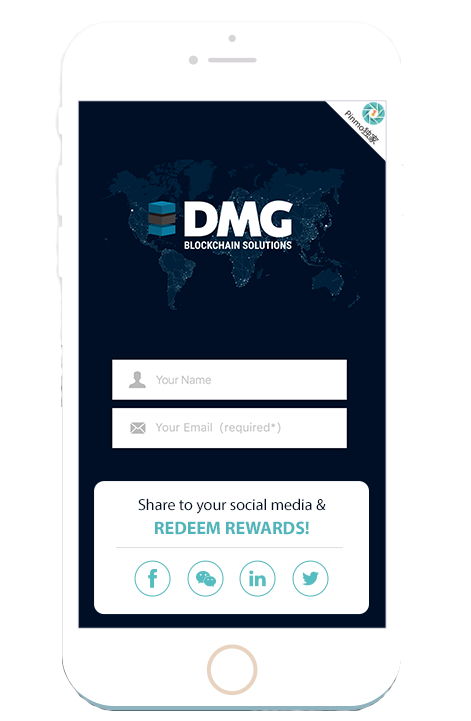 Pinmo独家
DMG
BLOCKCHAIN SOLUTIONS
Your Name
Your Email (required*)
Share to your social media &
REDEEM REWARDS!